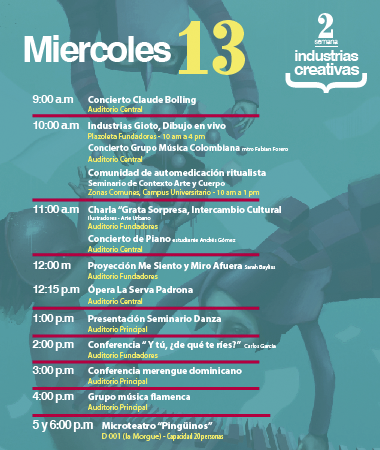 Miercoles 13
2
semana
industrias
creativas
9:00 a.m Concierto Claude Bolling
Auditorio Central
10:00 a.m Industrias Gioto, Dibujo en vivo
Plazoleta Fundadores - 10 am a 4 pm
Concierto Grupo Música Colombiana mtro Fabian Forero
Auditorio Central
Comunidad de automedicación ritualista
Seminario de Contexto Arte y Cuerpo
Zonas Comunes, Campus Universitario - 10 am a 1 pm
11:00 a.m Charla "Grata Sorpresa, Intercambio Cultural
Ilustradores - Arte Urbano
Auditorio Fundadores
Concierto de Piano estudiante Andrés Gómez
Auditorio Central
12:00 m Proyección Me Siento y Miro Afuera Sarah Bayliss
Auditorio Fundadores
12:15 p.m Ópera La Serva Padrona
Auditorio Central
1:00 p.m Presentación Seminario Danza
Auditorio Principal
2:00 p.m Conferencia " Y tú, ¿de qué te ríes?" Carlos García
Auditorio Fundadores
3:00 p.m Conferencia merengue dominicano
Auditorio Principal
4:00 p.m Grupo música flamenca
Auditorio Principal
5 y 6:00 p.m Microteatro "Pingüinos"
D 001 (la Morgue) - Capacidad 20personas